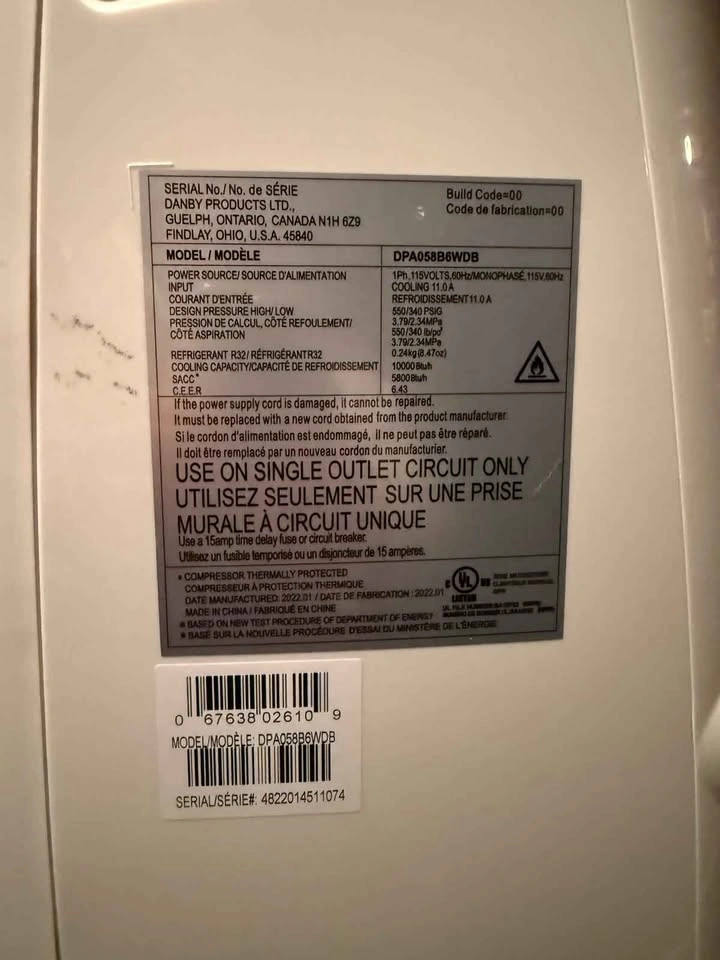 SERIAL No./ No. de SÉRIE
DANBY PRODUCTS LTD.,
GUELPH, ONTARIO, CANADA N1H 6Z9
FINDLAY, OHIO, U.S.A. 45840
Build Code=00
Code de fabrication=00
MODEL / MODÈLE DPA058B6WDB
POWER SOURCE/ SOURCE D'ALIMENTATION 1Ph,115VOLTS,60Hz/MONOPHASÉ,115V,60Hz
INPUT COOLING 11.0 A
COURANT D'ENTRÉE REFROIDISSEMENT 11.0 A
DESIGN PRESSURE HIGH/LOW 550/340 PSIG
PRESSION DE CALCUL, CÔTÉ REFOULEMENT/ 3.79/2.34MPa
CÔTÉ ASPIRATION 550/340 lb/po²
3.79/2.34MPa
REFRIGERANT R32/ RÉFRIGÉRANT R32 0.24kg(8.47oz)
COOLING CAPACITY/CAPACITÉ DE REFROIDISSEMENT 10000 Btu/h
SACC* 5800Btu/h
C.E.E.R 6.43
If the power supply cord is damaged, it cannot be repaired.
It must be replaced with a new cord obtained from the product manufacturer.
Si le cordon d'alimentation est endommagé, il ne peut pas être réparé.
Il doit être remplacé par un nouveau cordon du manufacturier.
USE ON SINGLE OUTLET CIRCUIT ONLY
UTILISEZ SEULEMENT SUR UNE PRISE
MURALE À CIRCUIT UNIQUE
Use a 15amp time delay fuse or circuit breaker.
Utilisez un fusible temporisé ou un disjoncteur de 15 ampères.
• COMPRESSOR THERMALLY PROTECTED
COMPRESSEUR À PROTECTION THERMIQUE
DATE MANUFACTURED: 2022.01 / DATE DE FABRICATION : 2022.01
MADE IN CHINA / FABRIQUÉ EN CHINE
* BASED ON NEW TEST PROCEDURE OF DEPARTMENT OF ENERGY
* BASÉ SUR LA NOUVELLE PROCÉDURE D'ESSAI DU MINISTÈRE DE L'ÉNERGIE
C UL US
LISTED
0 67638 02610 9
MODEL/MODÈLE: DPA058B6WDB
SERIAL/SÉRIE#: 4822014511074